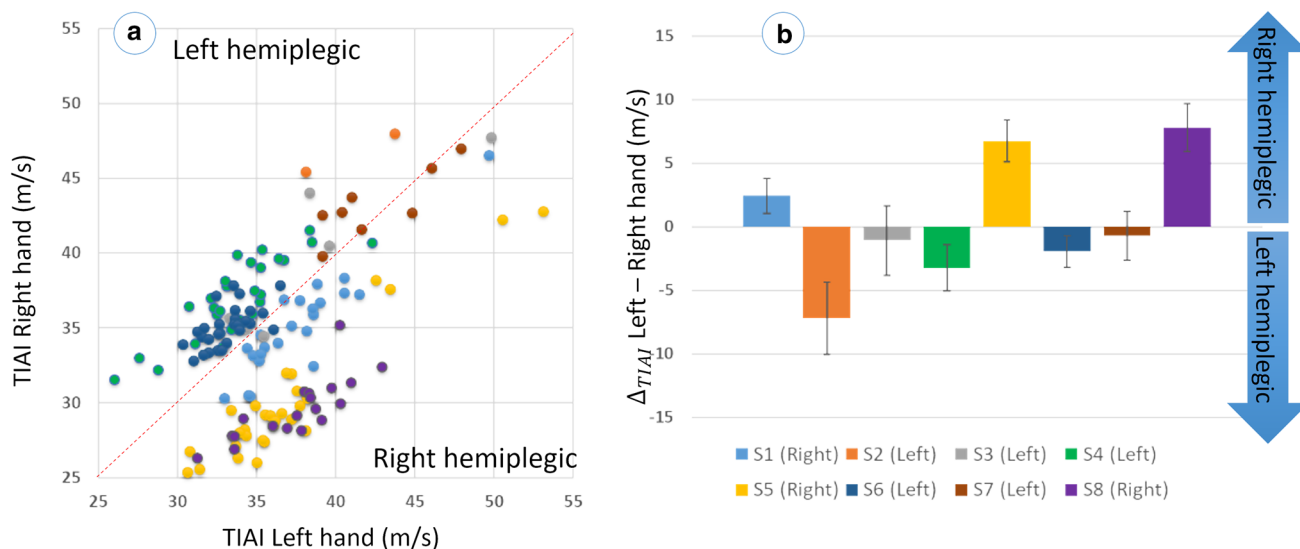 a
Left hemiplegic
Right hemiplegic
TIAI Right hand (m/s)
55
50
45
40
35
30
25
25 30 35 40 45 50 55
TIAI Left hand (m/s)
b
Δ_TIAI Left – Right hand (m/s)
15
10
5
0
-5
-10
-15
S1 (Right) S2 (Left) S3 (Left) S4 (Left)
S5 (Right) S6 (Left) S7 (Left) S8 (Right)
Right hemiplegic
Left hemiplegic